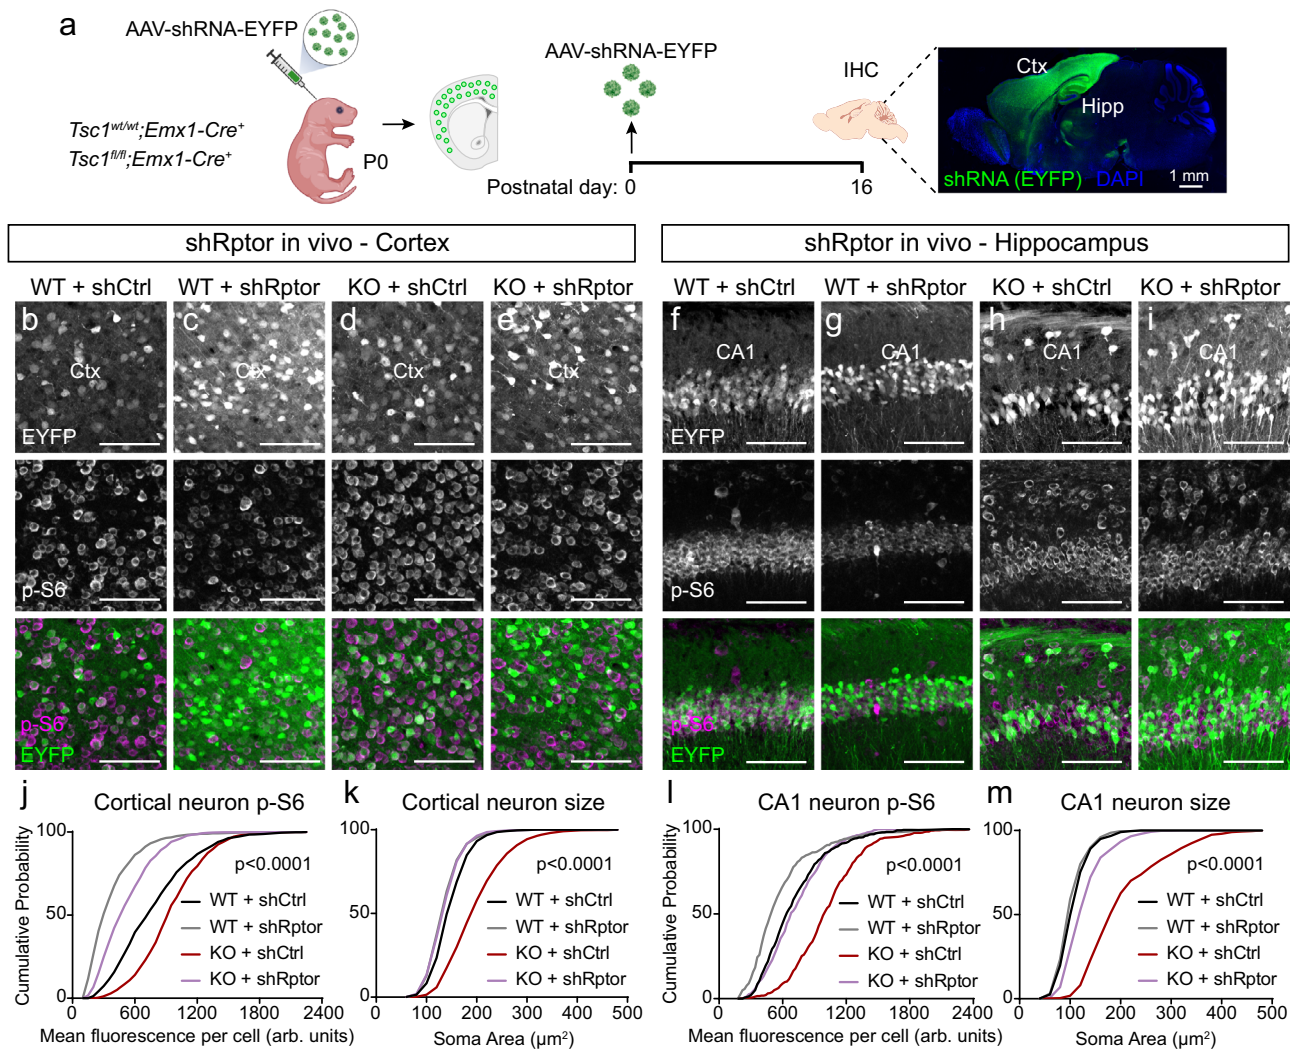 a
AAV-shRNA-EYFP
Tsc1wt/wt;Emx1-Cre+
Tsc1fl/fl;Emx1-Cre+
P0
AAV-shRNA-EYFP
Postnatal day: 0
16
IHC
Ctx
Hipp
shRNA (EYFP) DAPI
1 mm
shRptor in vivo - Cortex
WT + shCtrl WT + shRptor KO + shCtrl KO + shRptor
b c d e
Ctx Ctx Ctx Ctx
EYFP
p-S6
p-S6
EYFP
shRptor in vivo - Hippocampus
WT + shCtrl WT + shRptor KO + shCtrl KO + shRptor
f g h i
CA1 CA1 CA1 CA1
EYFP
p-S6
p-S6
EYFP
j
Cortical neuron p-S6
Cumulative Probability
100
50
0
p<0.0001
WT + shCtrl
WT + shRptor
KO + shCtrl
KO + shRptor
0 600 1200 1800 2400
Mean fluorescence per cell (arb. units)
k
Cortical neuron size
100
50
0
p<0.0001
WT + shCtrl
WT + shRptor
KO + shCtrl
KO + shRptor
0 100 200 300 400 500
Soma Area (µm²)
l
CA1 neuron p-S6
Cumulative Probability
100
50
0
p<0.0001
WT + shCtrl
WT + shRptor
KO + shCtrl
KO + shRptor
0 600 1200 1800 2400
Mean fluorescence per cell (arb. units)
m
CA1 neuron size
100
50
0
p<0.0001
WT + shCtrl
WT + shRptor
KO + shCtrl
KO + shRptor
0 100 200 300 400 500
Soma Area (µm²)